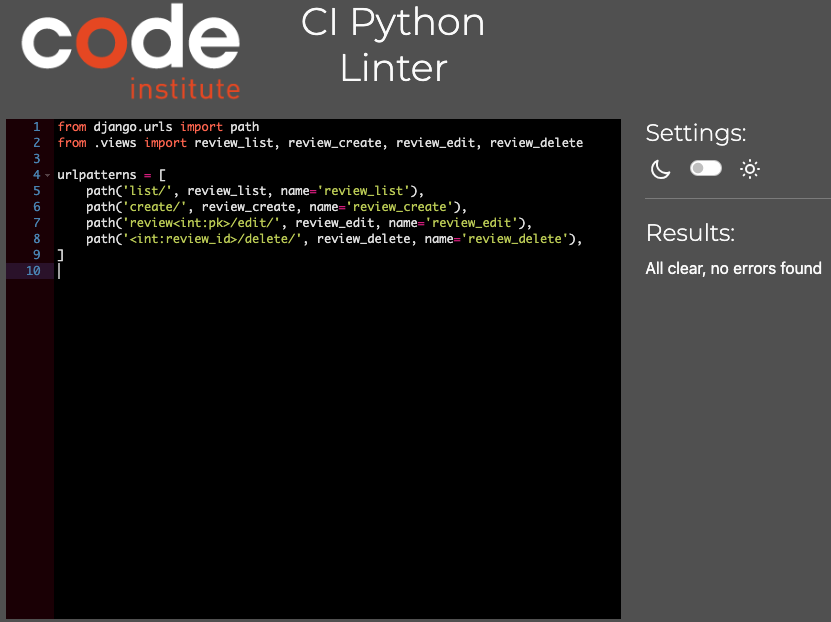 code
institute
CI Python
Linter
1 from django.urls import path
2 from .views import review_list, review_create, review_edit, review_delete
3
4 urlpatterns = [
5     path('list/', review_list, name='review_list'),
6     path('create/', review_create, name='review_create'),
7     path('review<int:pk>/edit/', review_edit, name='review_edit'),
8     path('<int:review_id>/delete/', review_delete, name='review_delete'),
9 ]
10
Settings:
Results:
All clear, no errors found